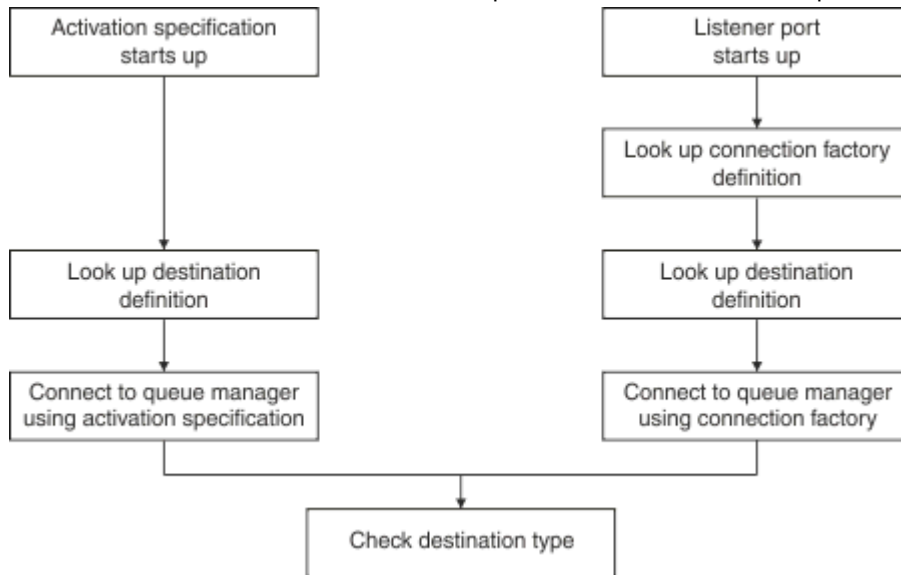 Activation specification
starts up
Listener port
starts up
Look up connection factory
definition
Look up destination
definition
Look up destination
definition
Connect to queue manager
using activation specification
Connect to queue manager
using connection factory
Check destination type